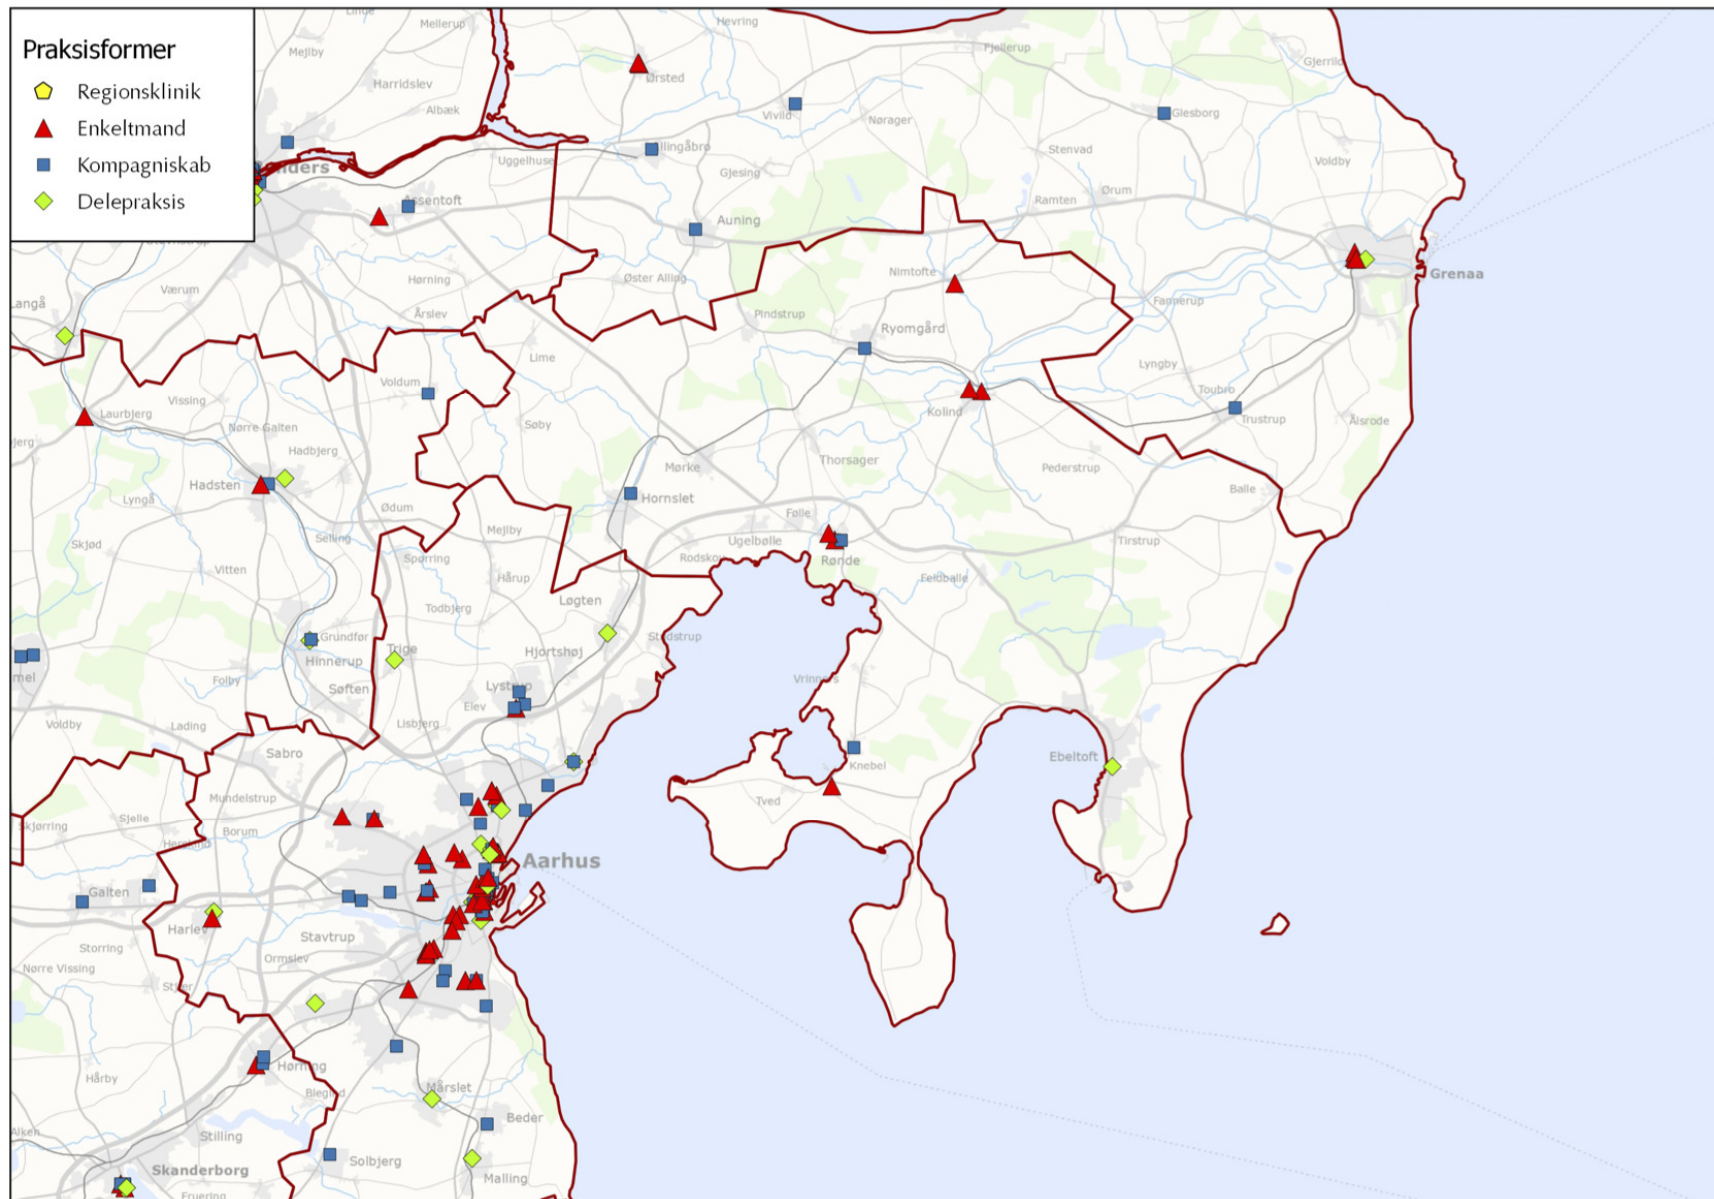 Praksisformer
Regionsklinik
Enkeltmand
Kompagniskab
Delepraksis
Mellerup
Hevring
Fjellerup
Mejlby
Gjerrild
Harridslev
Ørsted
Albæk
Vivild
Nørager
Glesborg
Uggelhuse
Stenvad
Voldby
Gjesing
Assentoft
Ramten
Ørum
Auning
Hørning
Øster Alling
Nimtofte
Grenaa
Værum
Langå
Årslev
Pindstrup
Ryomgård
Fannerup
Lime
Lyngby
Voldum
Toubro
Vissing
Laurbjerg
Kolind
Trustrup
Ålsrode
Nørre Galten
Søby
Hadbjerg
Thorsager
Mørke
Pederstrup
Hadsten
Lyngå
Hornslet
Balle
Ødum
Følle
Mejlby
Selling
Ugelbølle
Tirstrup
Skjød
Spørring
Rodskov
Rønde
Vitten
Hårup
Feldballe
Løgten
Todbjerg
Grundfør
Hinnerup
Trige
Hjortshøj
Folby
Søften
Lystrup
Elev
Voldby
Lading
Lisbjerg
Sabro
Ebeltoft
Knebel
Mundelstrup
Tved
Skjørring
Sjelle
Borum
Aarhus
Galten
Harlev
Stavtrup
Storring
Ormslev
Nørre Vissing
Hørning
Hårby
Mårslet
Beder
Alken
Stilling
Skanderborg
Solbjerg
Malling
Fruering